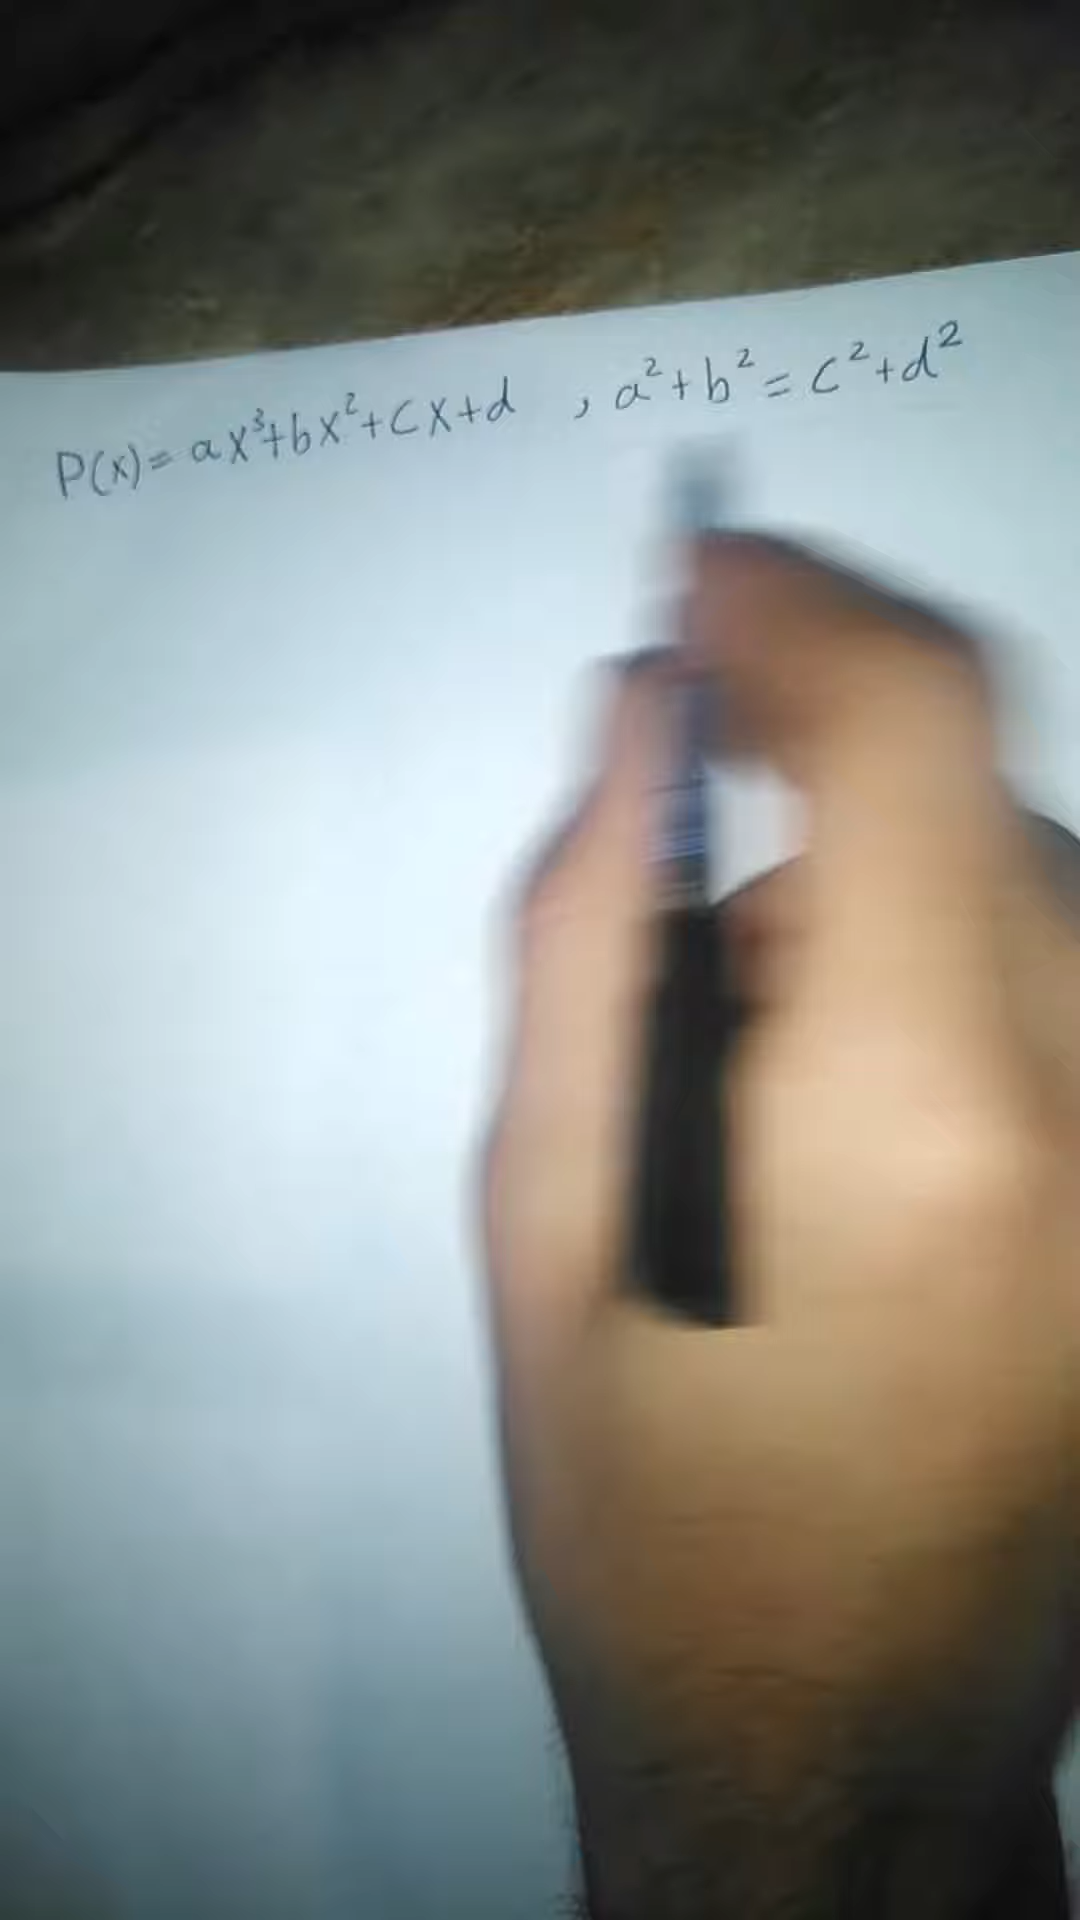 P(x)= ax³+bx²+cx+d , a²+b²=c²+d²